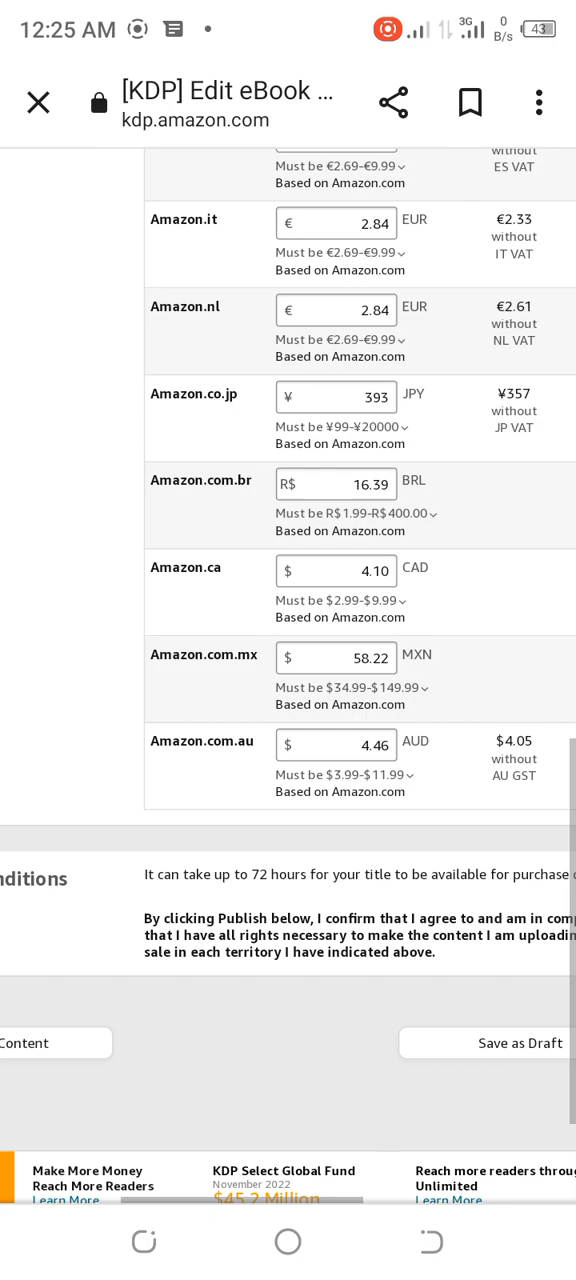 12:25 AM
3G
0
B/s
43
[KDP] Edit eBook ...
kdp.amazon.com
without
Must be €2.69-€9.99
ES VAT
Based on Amazon.com
Amazon.it
€ 2.84 EUR
€2.33
without
IT VAT
Must be €2.69-€9.99
Based on Amazon.com
Amazon.nl
€ 2.84 EUR
€2.61
without
NL VAT
Must be €2.69-€9.99
Based on Amazon.com
Amazon.co.jp
¥ 393 JPY
¥357
without
JP VAT
Must be ¥99-¥20000
Based on Amazon.com
Amazon.com.br
R$ 16.39 BRL
Must be R$1.99-R$400.00
Based on Amazon.com
Amazon.ca
$ 4.10 CAD
Must be $2.99-$9.99
Based on Amazon.com
Amazon.com.mx
$ 58.22 MXN
Must be $34.99-$149.99
Based on Amazon.com
Amazon.com.au
$ 4.46 AUD
$4.05
without
AU GST
Must be $3.99-$11.99
Based on Amazon.com
nditions
It can take up to 72 hours for your title to be available for purchase
By clicking Publish below, I confirm that I agree to and am in com
that I have all rights necessary to make the content I am uploadin
sale in each territory I have indicated above.
Content
Save as Draft
Make More Money
Reach More Readers
Learn More
KDP Select Global Fund
November 2022
$45.2 Million
Reach more readers throu
Unlimited
Learn More